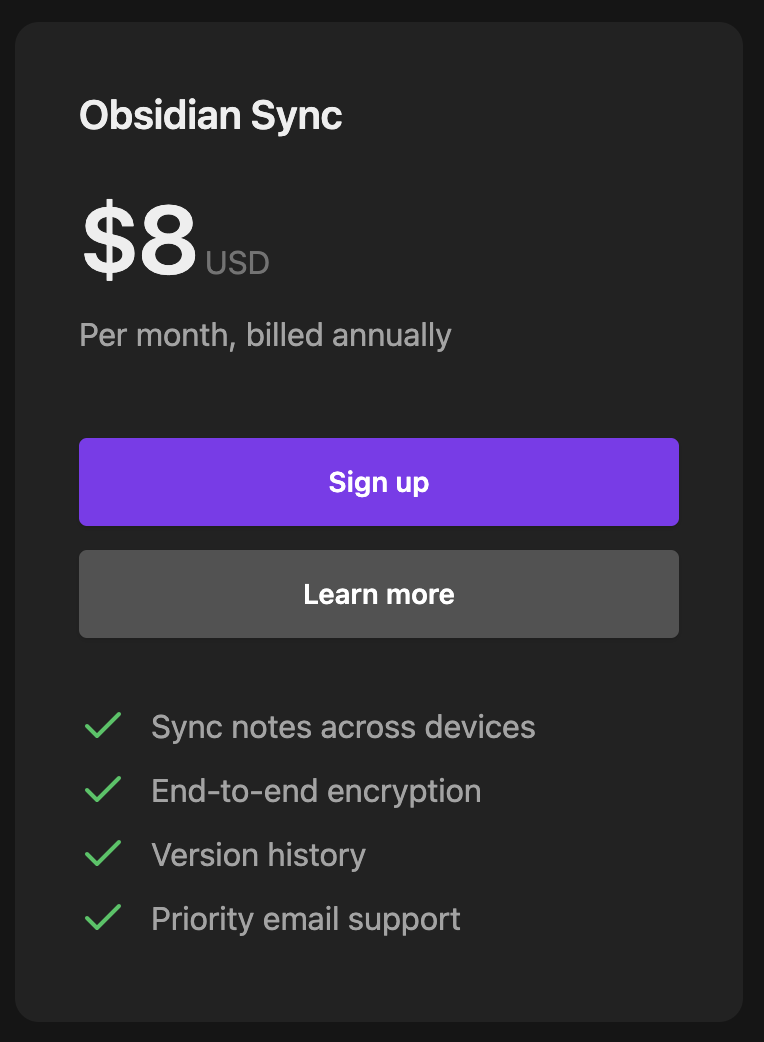 Obsidian Sync
$8 USD
Per month, billed annually
Sign up
Learn more
Sync notes across devices
End-to-end encryption
Version history
Priority email support